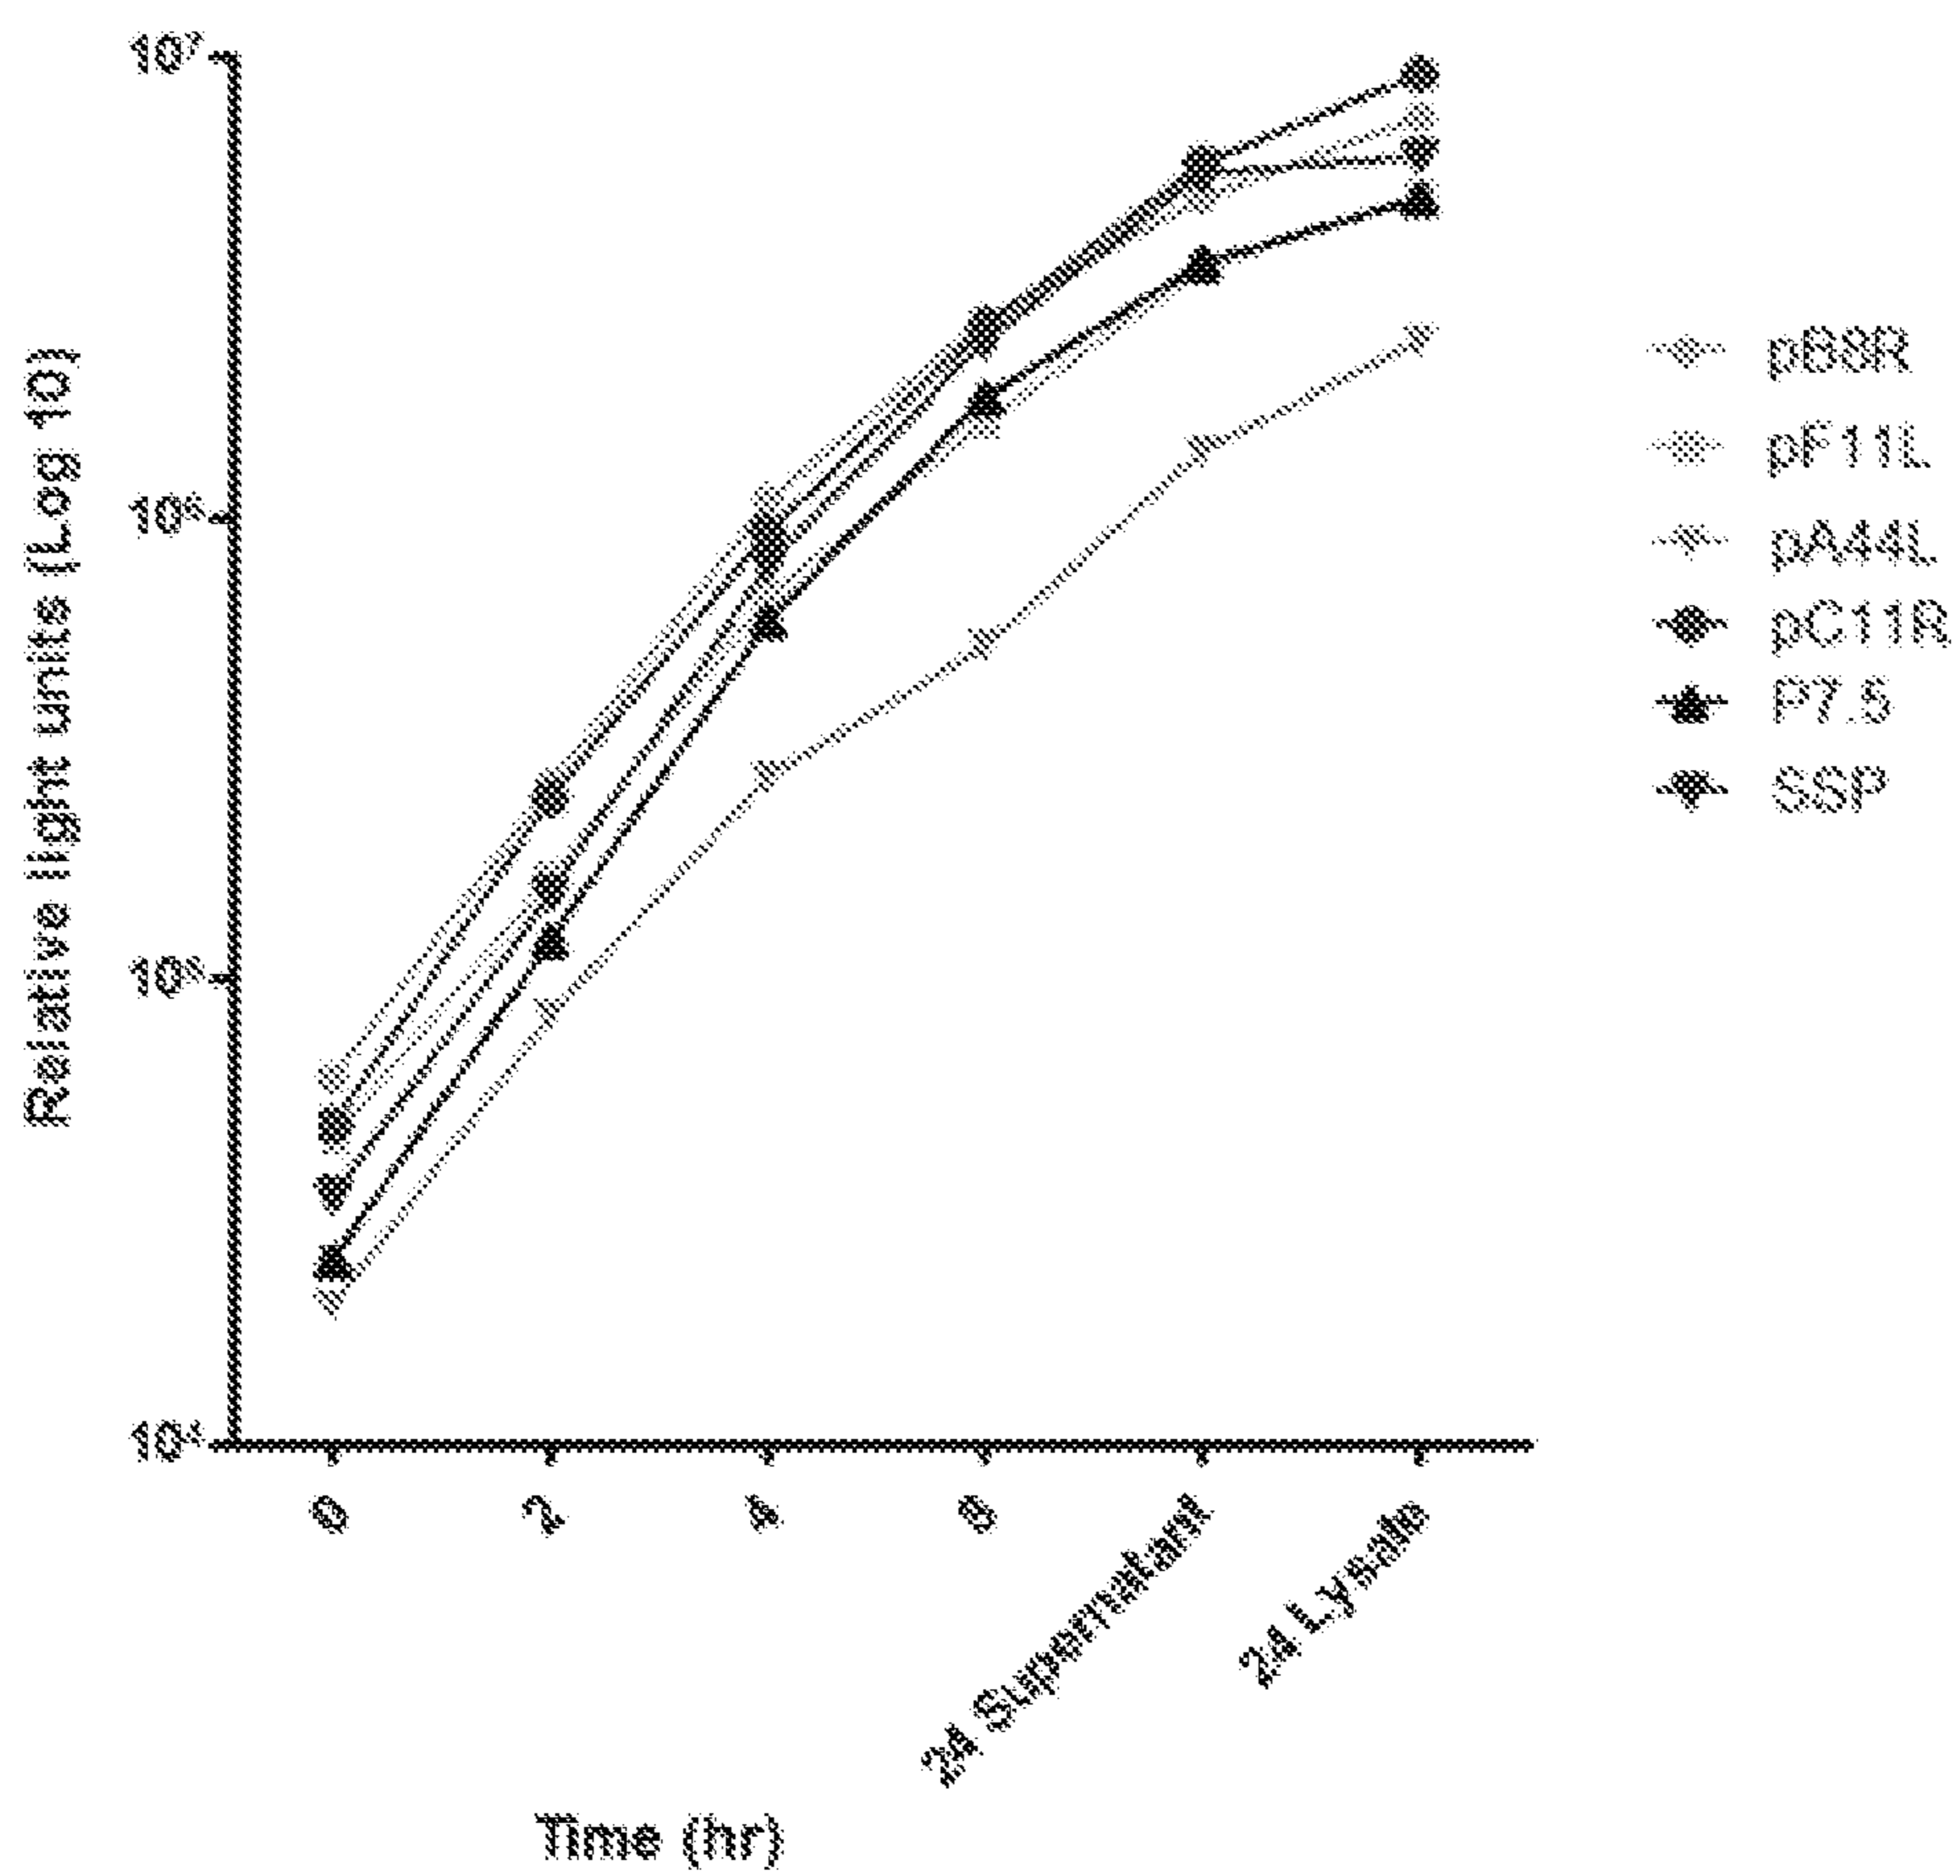 10⁷
10⁶
10⁵
10⁴
Relative light units (Log 10)
0
2
4
24 Supernatant
24 Lysate
Time (hr)
pB8R
pF11L
pA44L
pC11R
P7.5
SSP